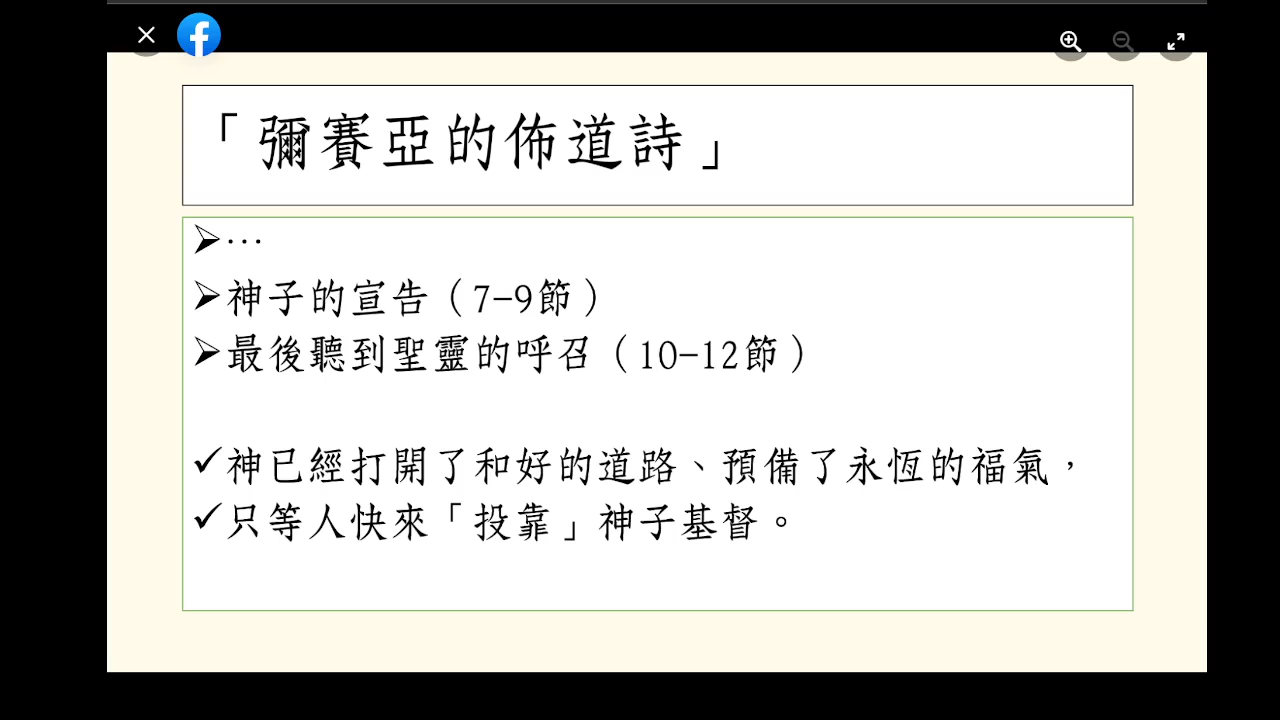 「彌賽亞的佈道詩」
➢…
➢神子的宣告（7-9節）
➢最後聽到聖靈的呼召（10-12節）
✓神已經打開了和好的道路、預備了永恆的福氣，
✓只等人快來「投靠」神子基督。